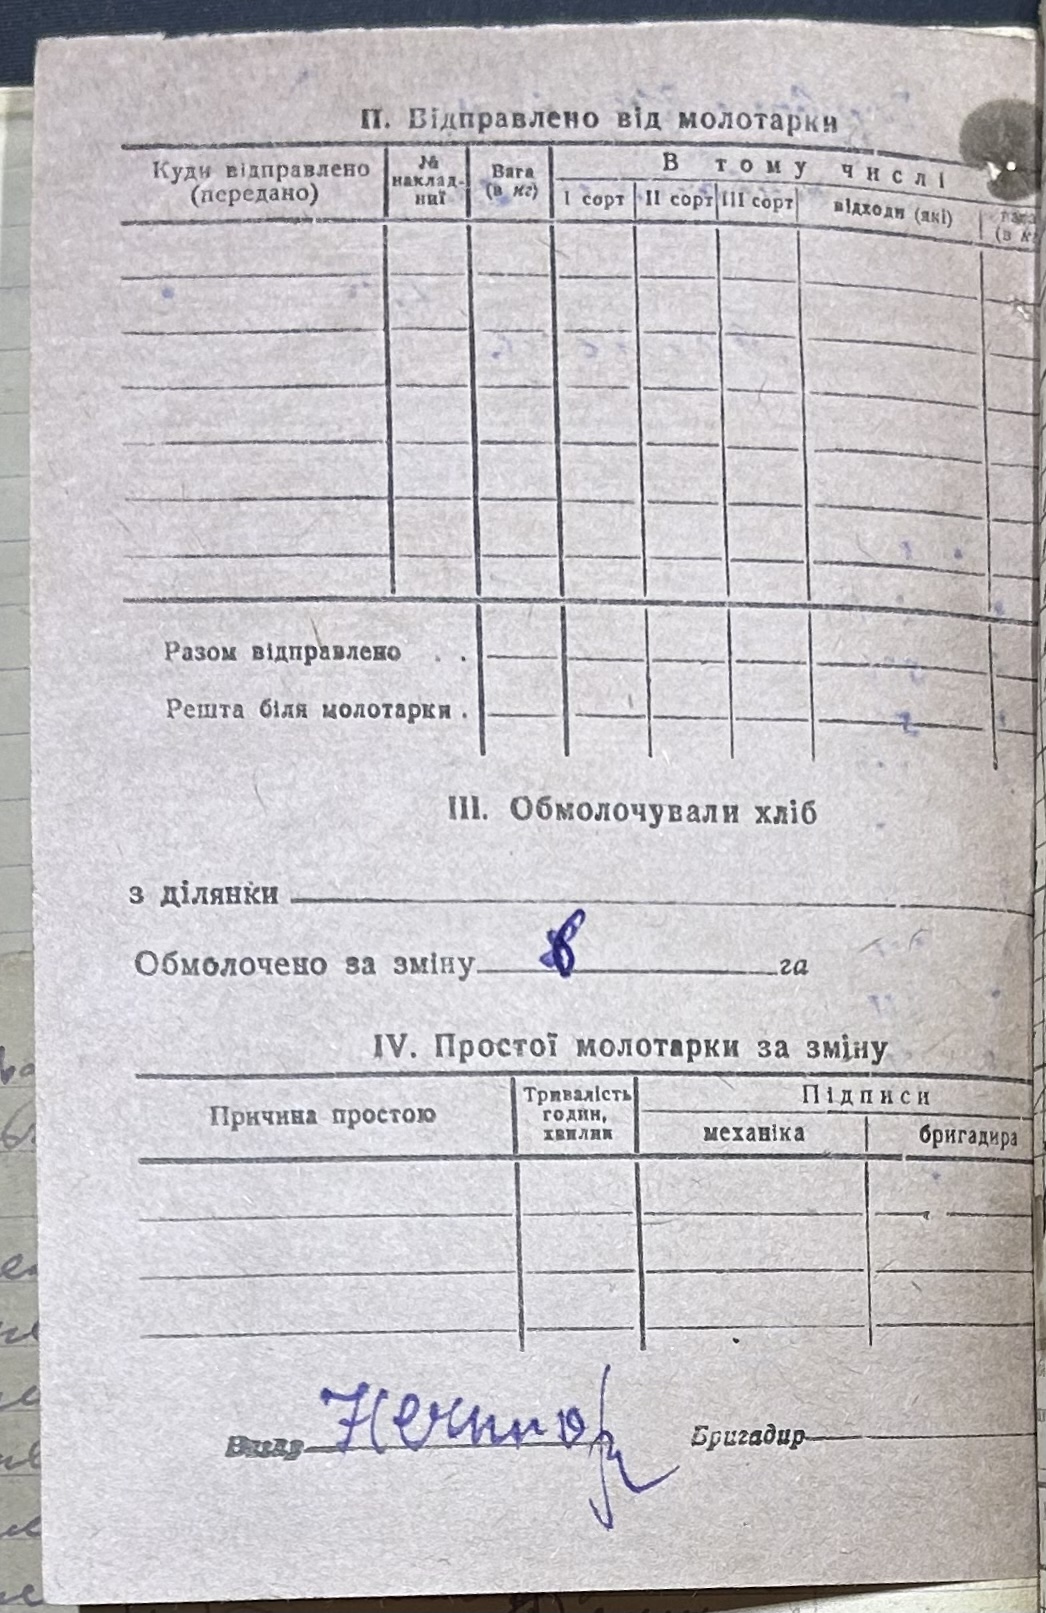 II. Відправлено від молотарки
Куди відправлено (передано)
№ наклад-ниї
Вага (в кг)
В тому числі
I сорт
II сорт
III сорт
відходи (які)
Разом відправлено . .
Решта біля молотарки .
III. Обмолочували хліб
з ділянки
Обмолочено за зміну 8 га
IV. Простої молотарки за зміну
Причина простою
Тривалість годин, хвилин
Підписи
механіка
бригадира
Бригадир